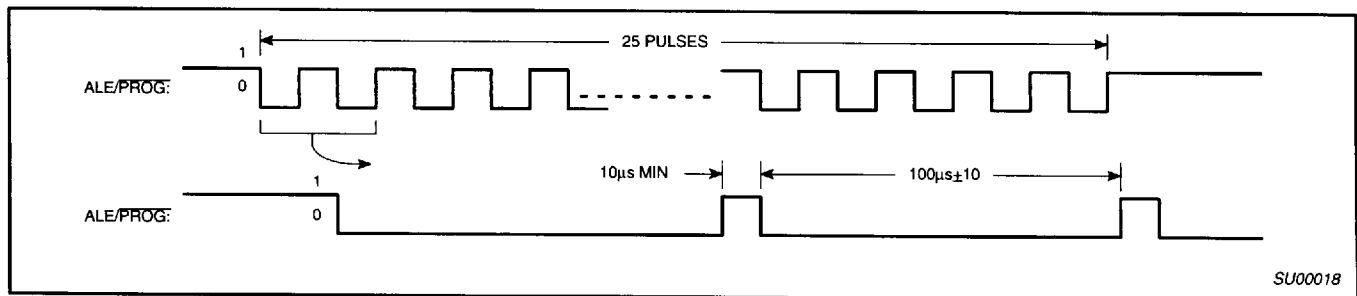 25 PULSES
1
ALE/PROG:
0
10µs MIN
100µs±10
1
ALE/PROG:
0
SU00018